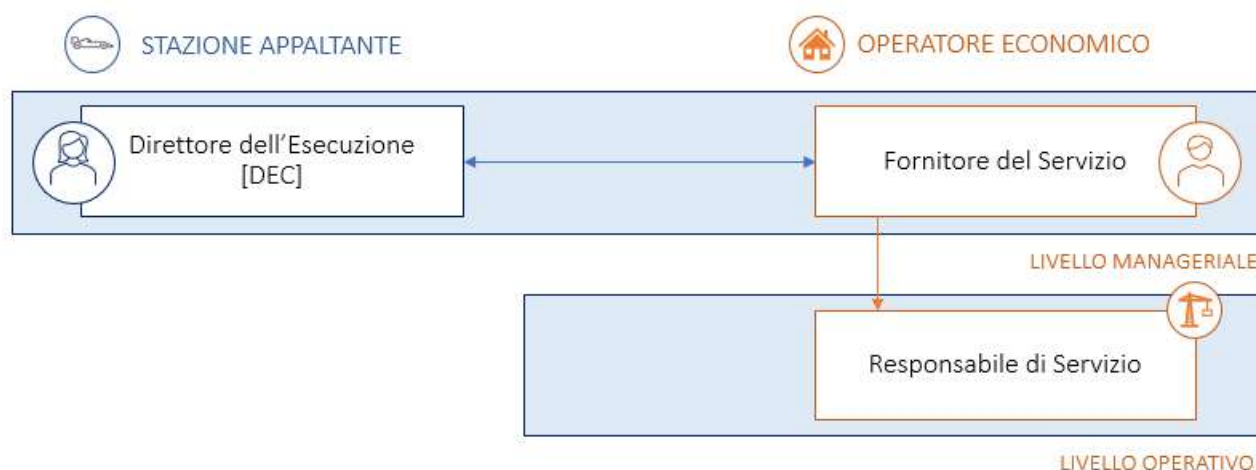 STAZIONE APPALTANTE
OPERATORE ECONOMICO
Direttore dell'Esecuzione
[DEC]
Fornitore del Servizio
LIVELLO MANAGERIALE
Responsabile di Servizio
LIVELLO OPERATIVO